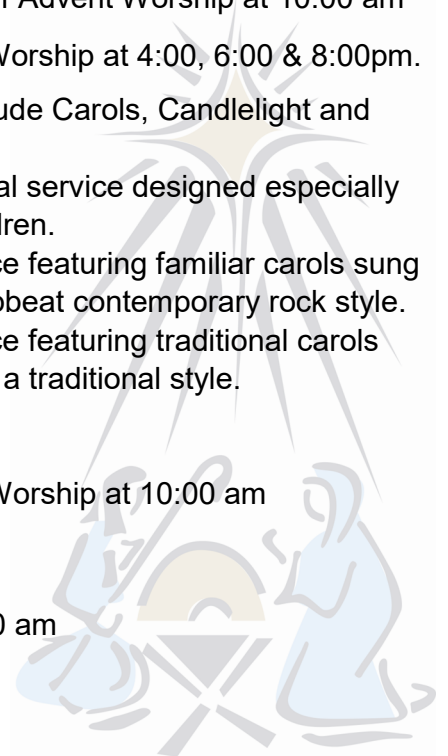 r Advent Worship at 10:00 am
Worship at 4:00, 6:00 & 8:00pm.
ude Carols, Candlelight and
al service designed especially
dren.
ce featuring familiar carols sung
pbeat contemporary rock style.
ce featuring traditional carols
a traditional style.
Worship at 10:00 am
0 am